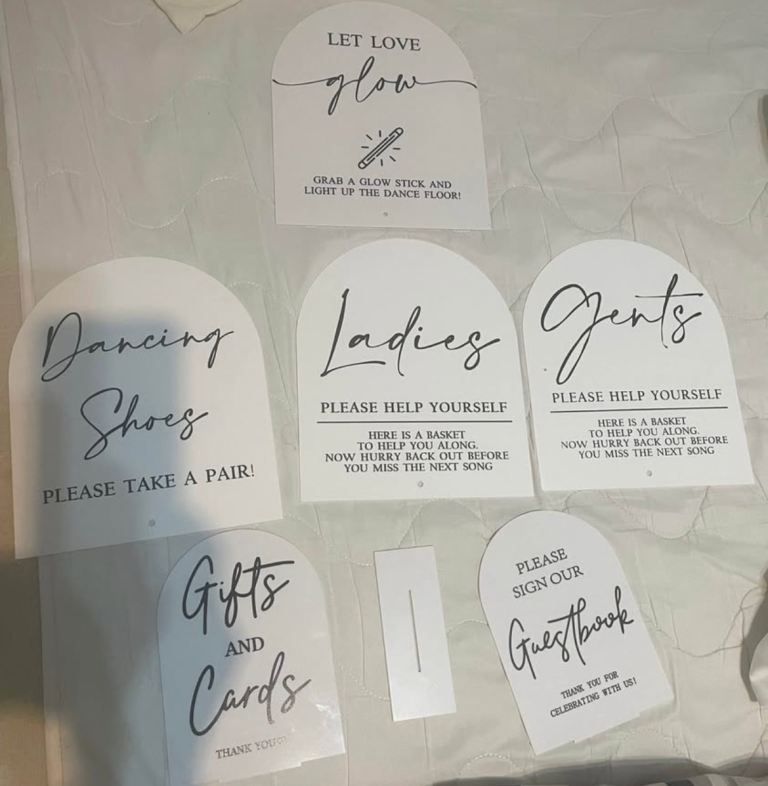 LET LOVE
glow
GRAB A GLOW STICK AND
LIGHT UP THE DANCE FLOOR!
Dancing
Shoes
PLEASE TAKE A PAIR!
Ladies
PLEASE HELP YOURSELF
HERE IS A BASKET
TO HELP YOU ALONG.
NOW HURRY BACK OUT BEFORE
YOU MISS THE NEXT SONG
Gents
PLEASE HELP YOURSELF
HERE IS A BASKET
TO HELP YOU ALONG.
NOW HURRY BACK OUT BEFORE
YOU MISS THE NEXT SONG
Gifts
AND
Cards
THANK YOU♡
PLEASE
SIGN OUR
Guestbook
THANK YOU FOR
CELEBRATING WITH US!